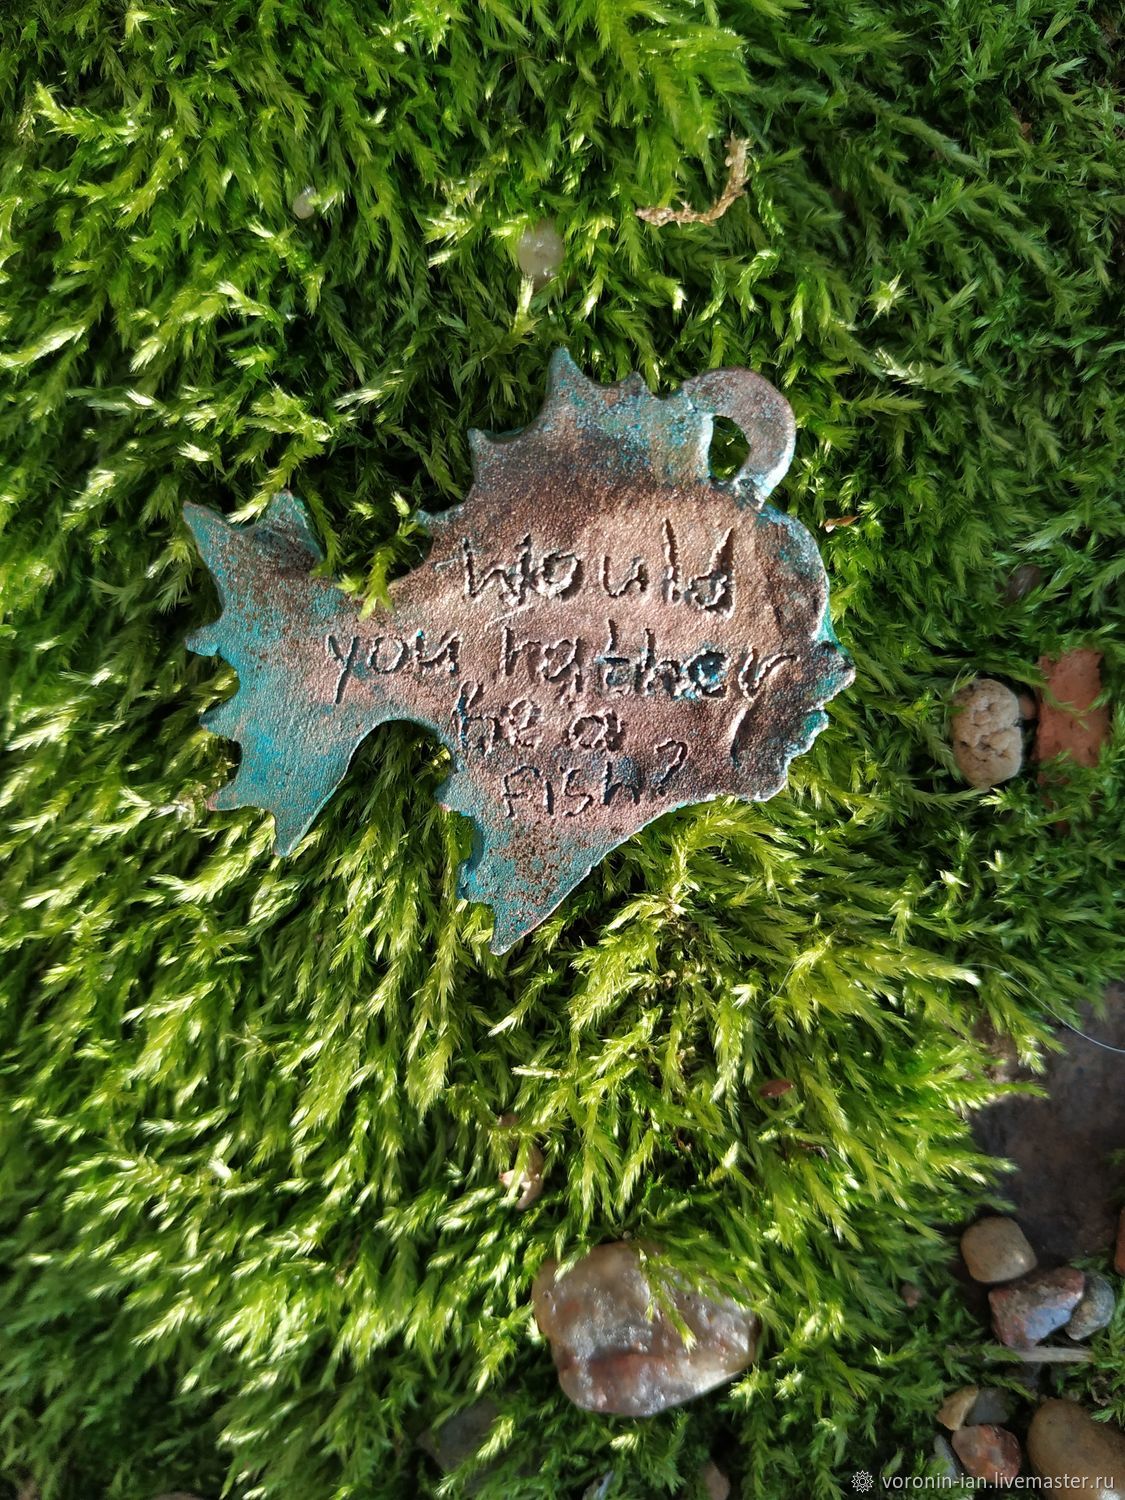 Would
you rather
be a
fish?
voronin-ian.livemaster.ru